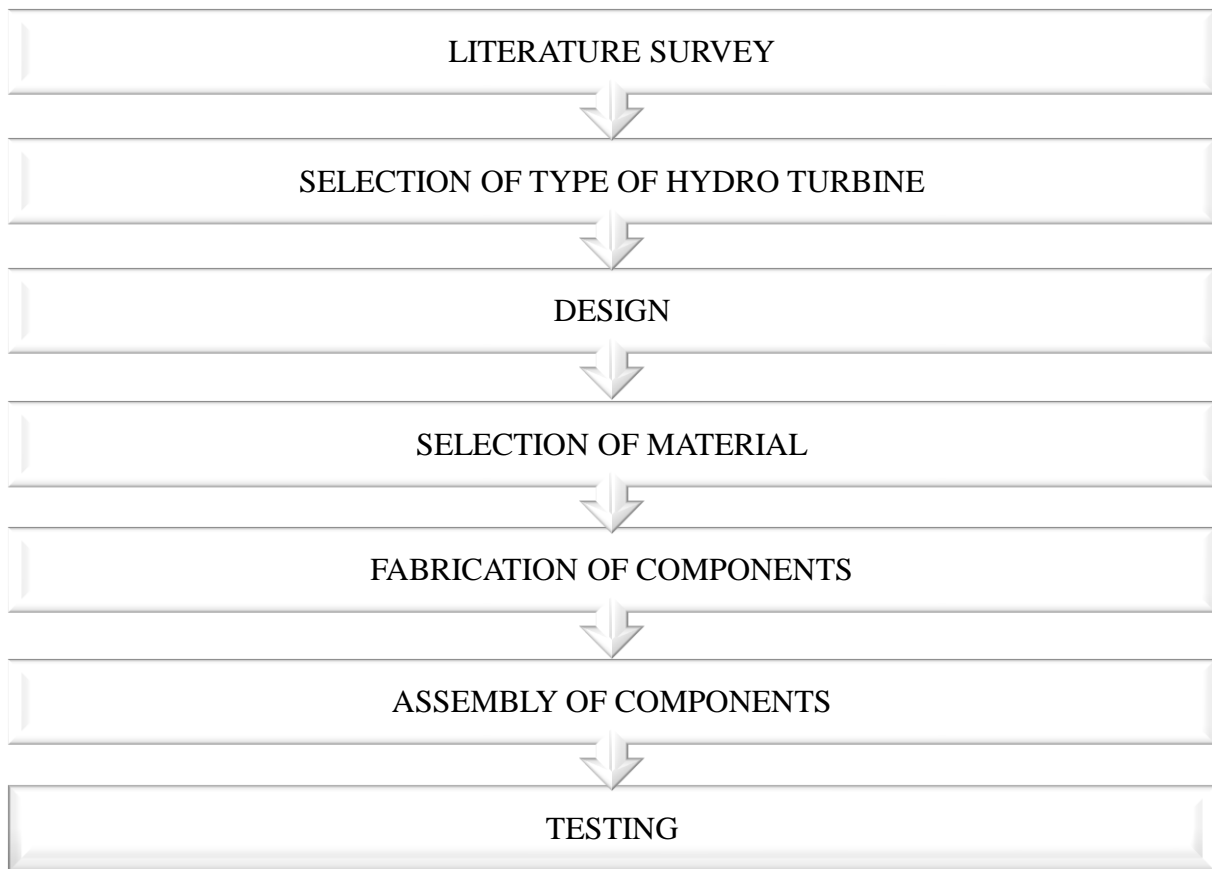 LITERATURE SURVEY
SELECTION OF TYPE OF HYDRO TURBINE
DESIGN
SELECTION OF MATERIAL
FABRICATION OF COMPONENTS
ASSEMBLY OF COMPONENTS
TESTING